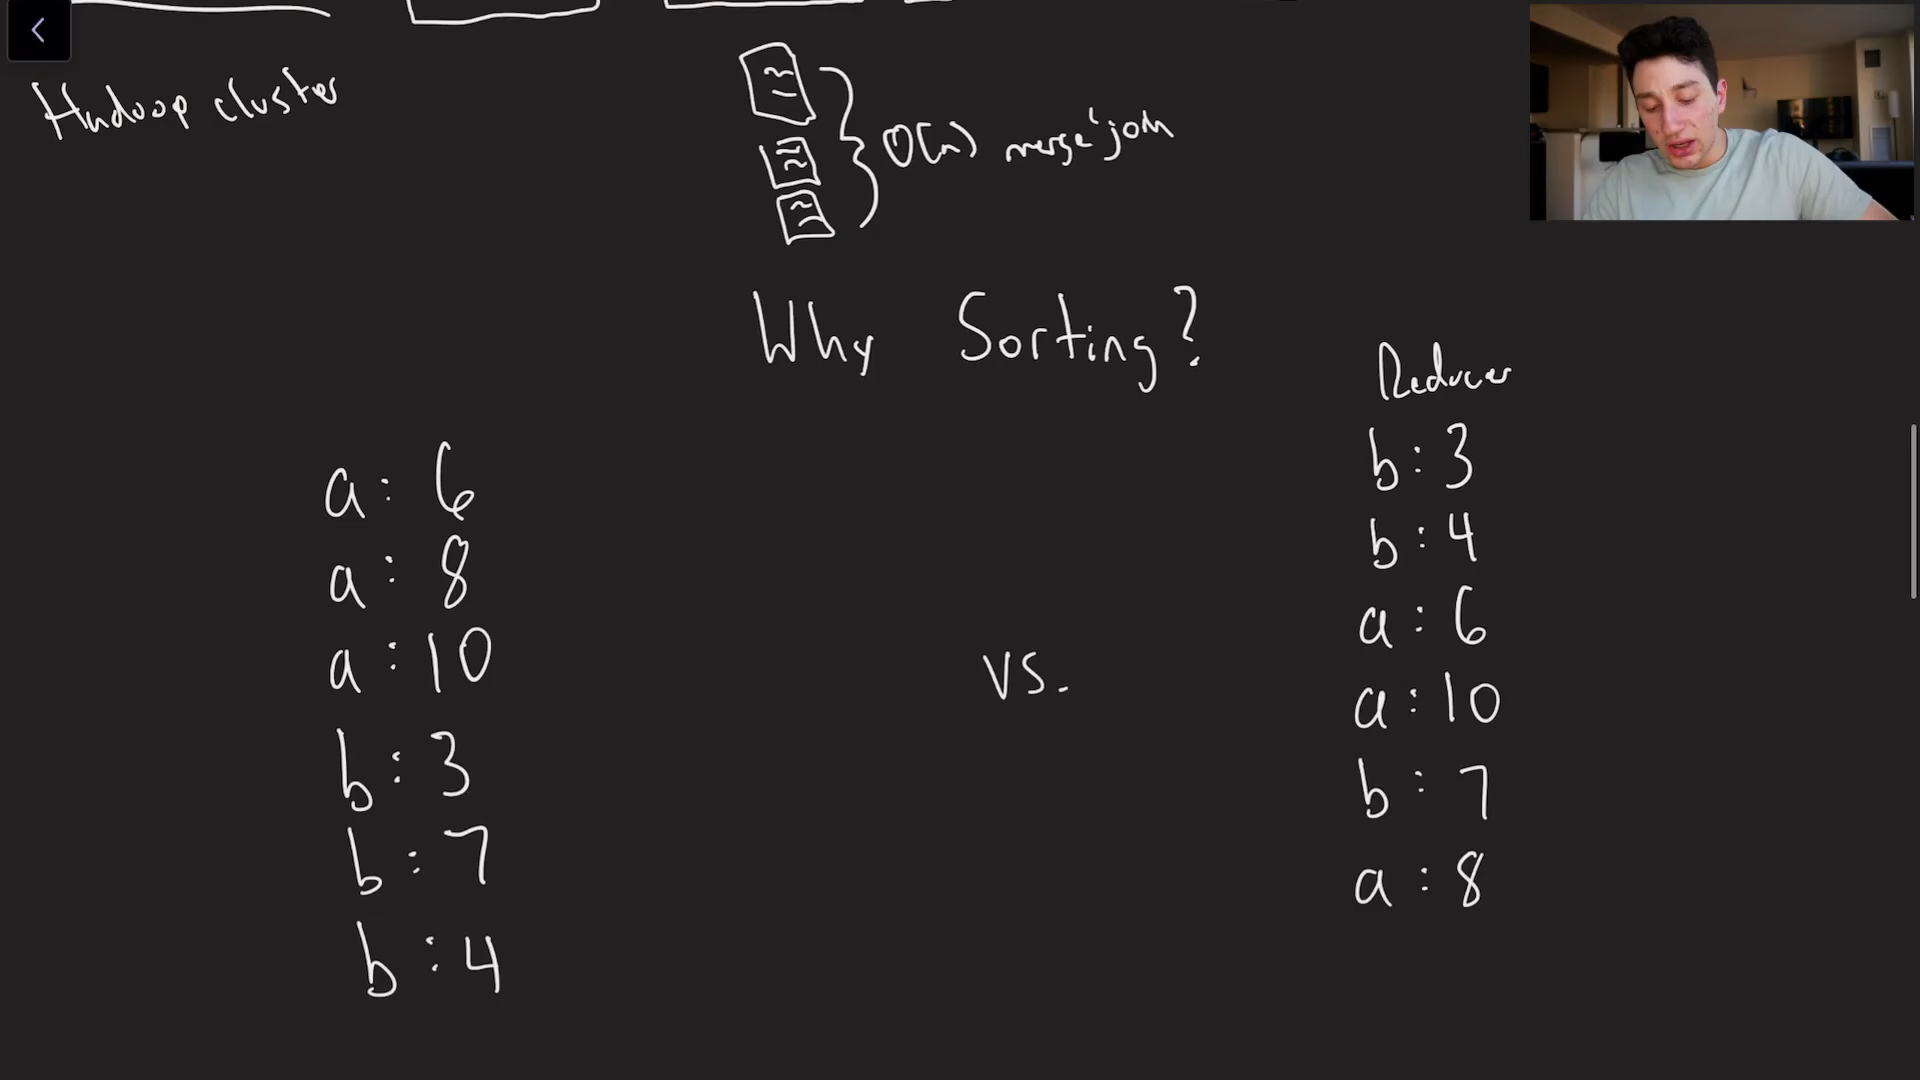 Hadoop cluster
O(n) merge join
Why Sorting?
Reducer
a: 6
a: 8
a: 10
b: 3
b: 7
b: 4
vs.
b: 3
b: 4
a: 6
a: 10
b: 7
a: 8